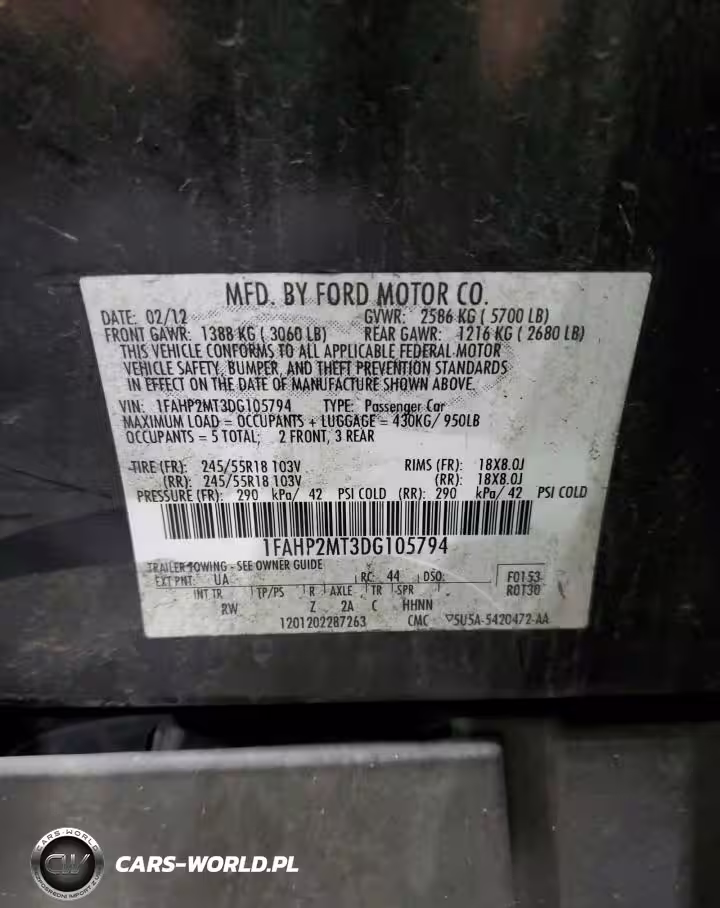 MFD. BY FORD MOTOR CO.
DATE: 02/12 GVWR: 2586 KG ( 5700 LB)
FRONT GAWR: 1388 KG ( 3060 LB) REAR GAWR: 1216 KG ( 2680 LB)
THIS VEHICLE CONFORMS TO ALL APPLICABLE FEDERAL MOTOR
VEHICLE SAFETY, BUMPER, AND THEFT PREVENTION STANDARDS
IN EFFECT ON THE DATE OF MANUFACTURE SHOWN ABOVE.
VIN: 1FAHP2MT3DG105794 TYPE: Passenger Car
MAXIMUM LOAD = OCCUPANTS + LUGGAGE = 430KG/ 950LB
OCCUPANTS = 5 TOTAL; 2 FRONT, 3 REAR
TIRE (FR): 245/55R18 103V RIMS (FR): 18X8.0J
(RR): 245/55R18 103V (RR): 18X8.0J
PRESSURE (FR): 290 kPa/ 42 PSI COLD (RR): 290 kPa/ 42 PSI COLD
1FAHP2MT3DG105794
TRAILER TOWING - SEE OWNER GUIDE
EXT PNT: UA RC: 44 DSO: F0153
R0130
INT TR TP/PS R AXLE TR SPR
RW Z 2A C HHNN
1201202287263 CMC 5U5A-5420472-AA
CARS-WORLD
CW
BEZPOŚREDNI IMPORT Z
CARS-WORLD.PL